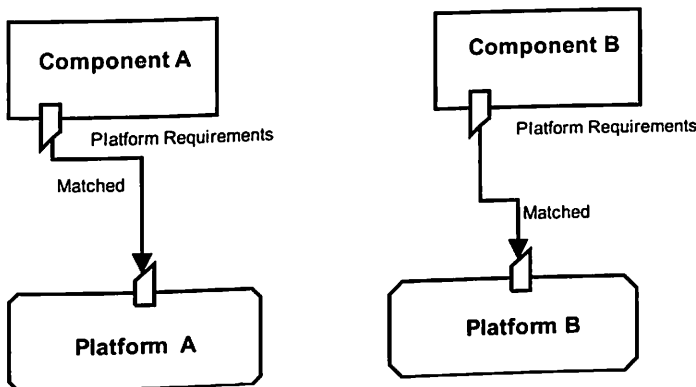 Component A
Platform Requirements
Matched
Platform A
Component B
Platform Requirements
Matched
Platform B